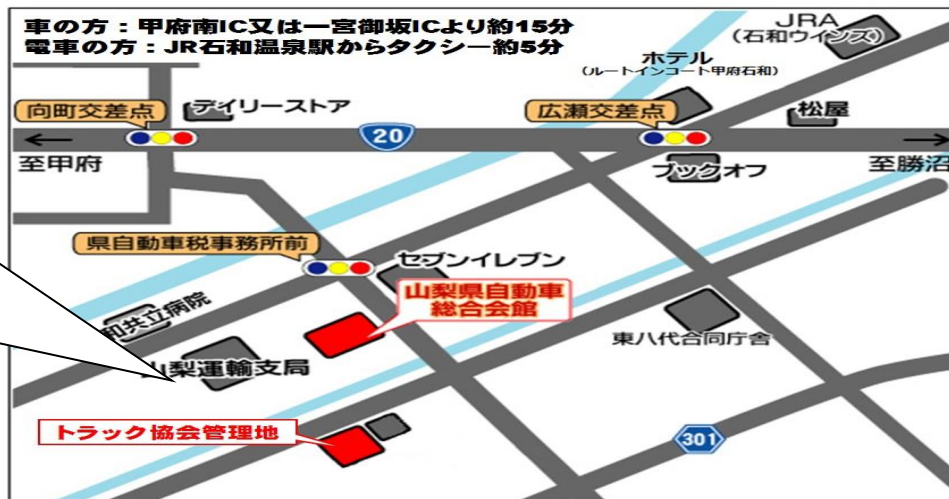 車の方：甲府南IC又は一宮御坂ICより約15分
電車の方：JR石和温泉駅からタクシー約5分
JRA
(石和ウインズ)
ホテル
(ルートインコート甲府石和)
向町交差点
デイリーストア
広瀬交差点
松屋
20
←
→
至甲府
ブックオフ
至勝沼
県自動車税事務所前
セブンイレブン
山梨県自動車
総合会館
和共立病院
東八代合同庁舎
山梨運輸支局
トラック協会管理地
301